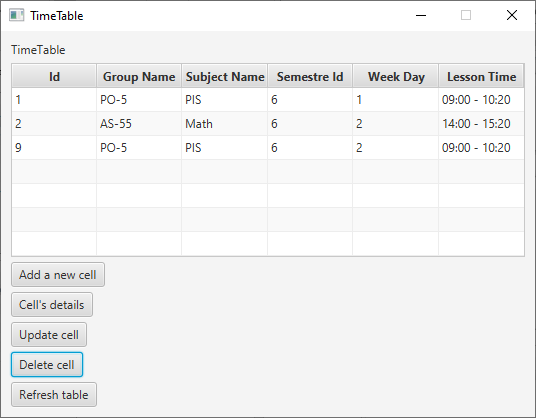 TimeTable
TimeTable
Id Group Name Subject Name Semestre Id Week Day Lesson Time
1 PO-5 PIS 6 1 09:00 - 10:20
2 AS-55 Math 6 2 14:00 - 15:20
9 PO-5 PIS 6 2 09:00 - 10:20
Add a new cell
Cell's details
Update cell
Delete cell
Refresh table